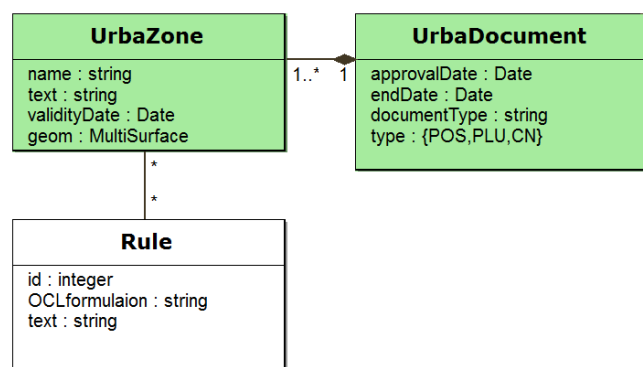 UrbaZone
name : string
text : string
validityDate : Date
geom : MultiSurface
1..* 1
UrbaDocument
approvalDate : Date
endDate : Date
documentType : string
type : {POS,PLU,CN}
*
*
Rule
id : integer
OCLformulaion : string
text : string